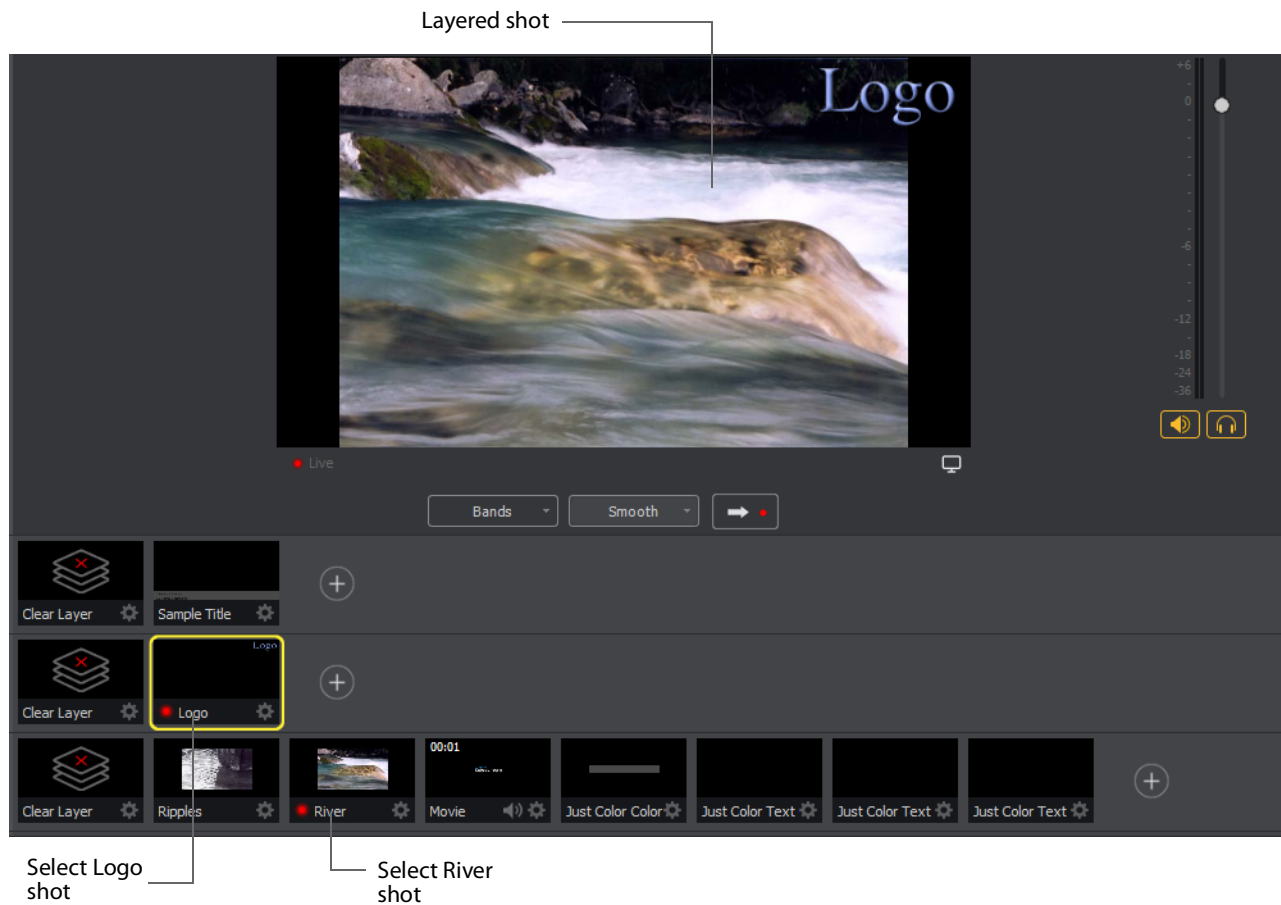 Layered shot
Logo
+6
0
-6
-12
-18
-24
-36
Live
Bands
Smooth
Clear Layer
Sample Title
Logo
Clear Layer
Logo
00:01
Clear Layer
Ripples
River
Movie
Just Color Color
Just Color Text
Just Color Text
Just Color Text
Select Logo
shot
Select River
shot